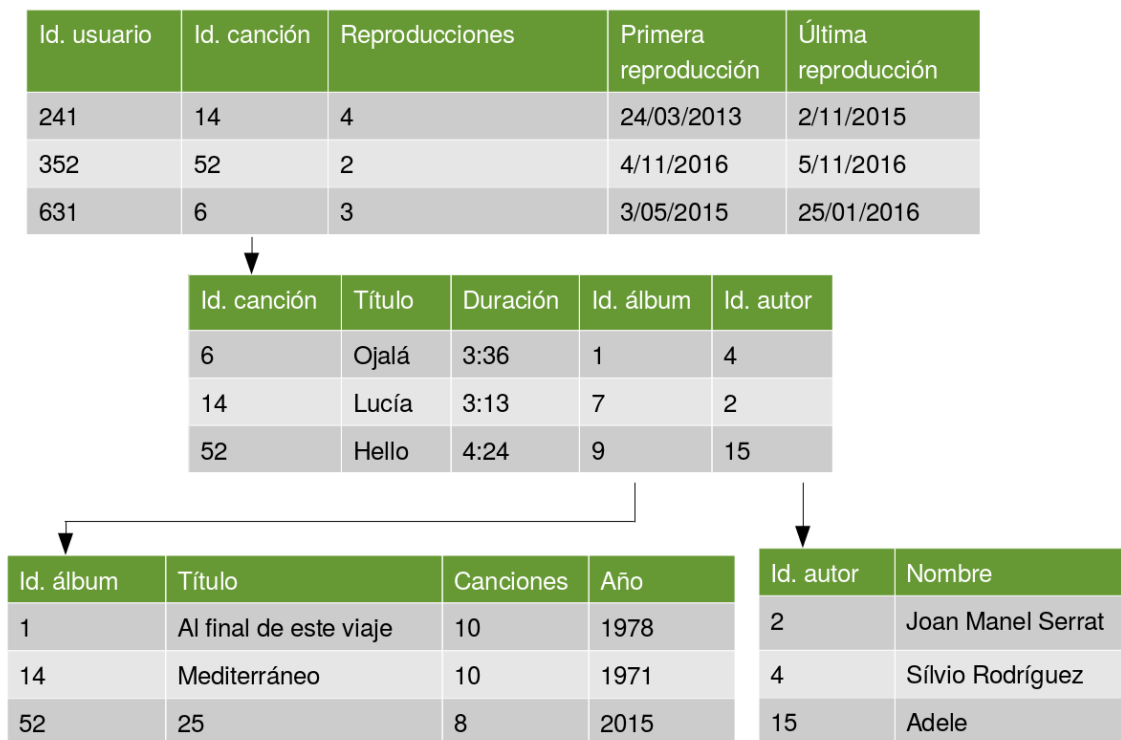 Id. usuario Id. canción Reproducciones Primera reproducción Última reproducción
241 14 4 24/03/2013 2/11/2015
352 52 2 4/11/2016 5/11/2016
631 6 3 3/05/2015 25/01/2016
Id. canción Título Duración Id. álbum Id. autor
6 Ojalá 3:36 1 4
14 Lucía 3:13 7 2
52 Hello 4:24 9 15
Id. álbum Título Canciones Año
1 Al final de este viaje 10 1978
14 Mediterráneo 10 1971
52 25 8 2015
Id. autor Nombre
2 Joan Manel Serrat
4 Sílvio Rodríguez
15 Adele